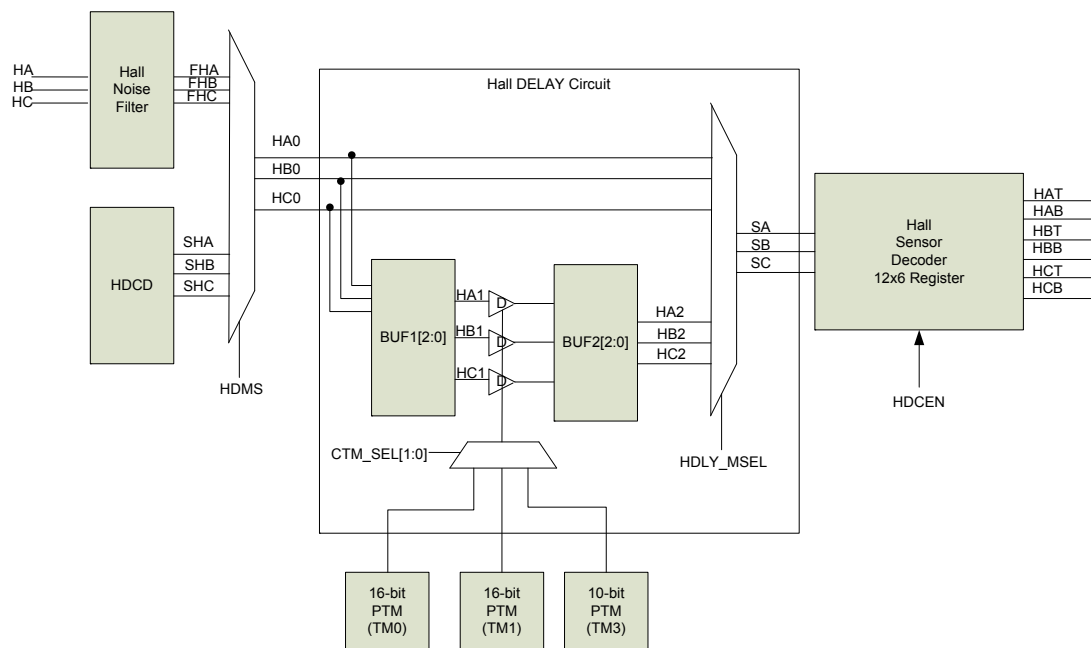 HA
HB
HC
Hall
Noise
Filter
FHA
FHB
FHC
HDCD
SHA
SHB
SHC
HDMS
Hall DELAY Circuit
HA0
HB0
HC0
BUF1[2:0]
HA1
HB1
HC1
D
D
D
BUF2[2:0]
HA2
HB2
HC2
CTM_SEL[1:0]
HDLY_MSEL
SA
SB
SC
Hall
Sensor
Decoder
12x6 Register
HAT
HAB
HBT
HBB
HCT
HCB
HDCEN
16-bit
PTM
(TM0)
16-bit
PTM
(TM1)
10-bit
PTM
(TM3)